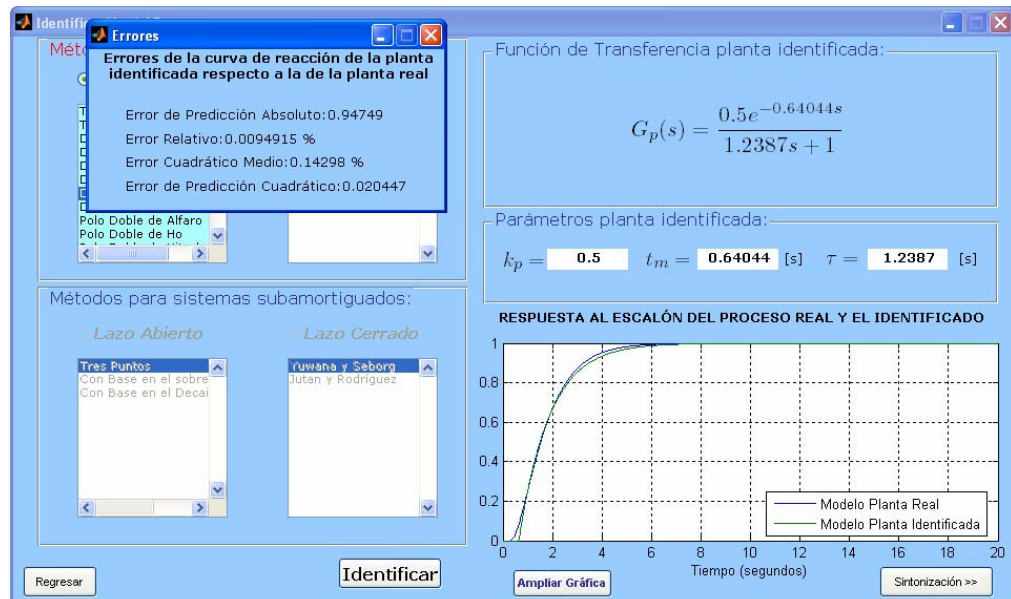 Errores
Errores de la curva de reacción de la planta
identificada respecto a la de la planta real
Error de Predicción Absoluto:0.94749
Error Relativo:0.0094915 %
Error Cuadrático Medio:0.14298 %
Error de Predicción Cuadrático:0.020447
Polo Doble de Alfaro
Polo Doble de Ho
Métodos para sistemas subamortiguados:
Lazo Abierto
Lazo Cerrado
Tres Puntos
Con Base en el sobre
Con Base en el Decai
Yuwana y Seborg
Jutan y Rodríguez
Regresar
Identificar
Función de Transferencia planta identificada:
G_p(s) = 0.5e^{-0.64044s} / 1.2387s + 1
Parámetros planta identificada:
k_p = 0.5 t_m = 0.64044 [s] τ = 1.2387 [s]
RESPUESTA AL ESCALÓN DEL PROCESO REAL Y EL IDENTIFICADO
1
0.8
0.6
0.4
0.2
0
0 2 4 6 8 10 12 14 16 18 20
Modelo Planta Real
Modelo Planta Identificada
Tiempo (segundos)
Ampliar Gráfica
Sintonización >>